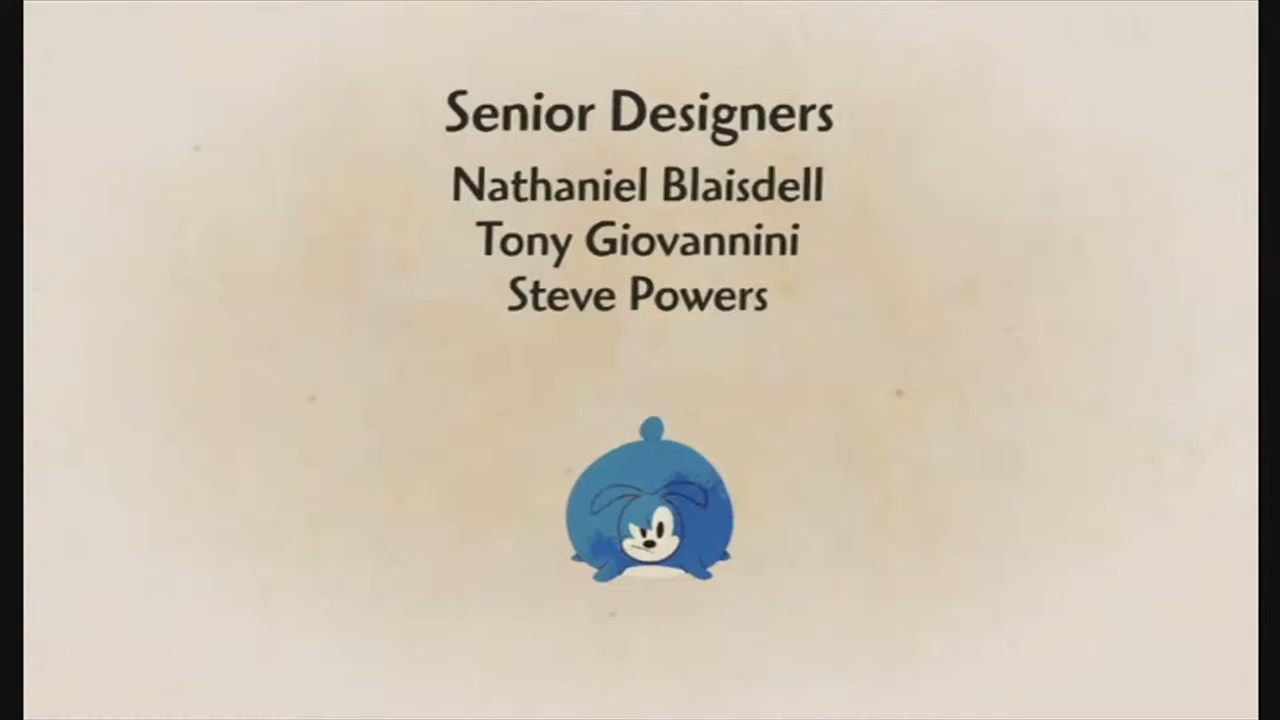 Senior Designers
Nathaniel Blaisdell
Tony Giovannini
Steve Powers